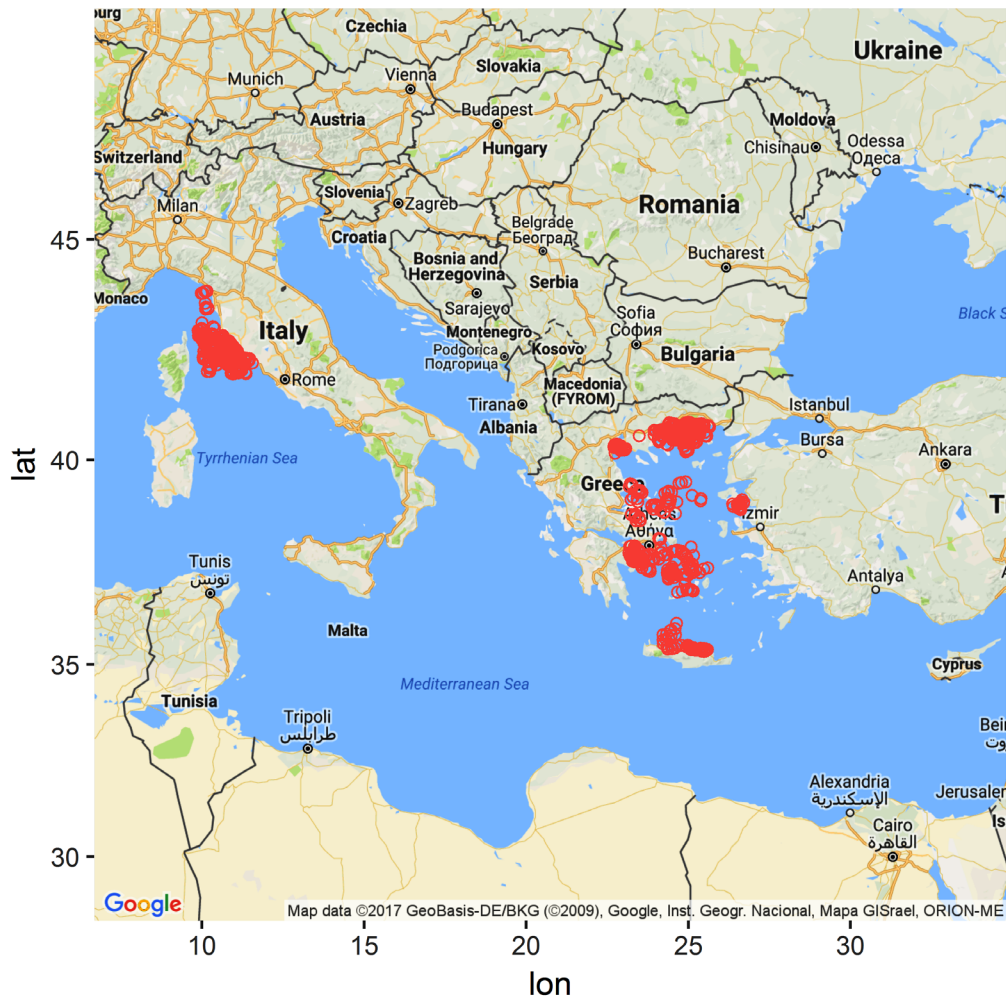 Czechia
Ukraine
Slovakia
Munich
Vienna
Budapest
Austria
Moldova
Chisinau
Odessa
Одеса
Hungary
Switzerland
Slovenia
Zagreb
Milan
Romania
Croatia
Belgrade
Београд
45
Bosnia and
Herzegovina
Bucharest
Serbia
Monaco
Sarajevo
Black S
Italy
Montenegro
Sofia
София
Podgorica
Подгорица
Kosovo
Bulgaria
Rome
Macedonia
(FYROM)
Tirana
Istanbul
Albania
Bursa
Ankara
lat
40
Tyrrhenian Sea
Greece
T
Athens
Αθήνα
Izmir
Tunis
تونس
Antalya
Malta
35
Cyprus
Mediterranean Sea
Tunisia
Tripoli
طرابلس
Alexandria
الإسكندرية
Cairo
القاهرة
30
Google
Map data ©2017 GeoBasis-DE/BKG (©2009), Google, Inst. Geogr. Nacional, Mapa GISrael, ORION-ME
10
15
20
25
30
lon